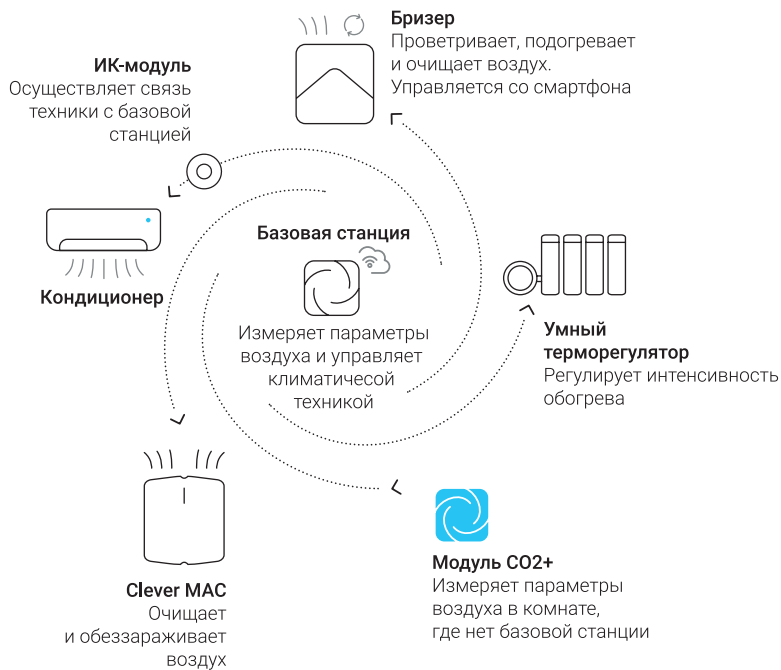 Бризер
Проветривает, подогревает
и очищает воздух.
Управляется со смартфона
ИК-модуль
Осуществляет связь
техники с базовой
станцией
Кондиционер
Базовая станция
Измеряет параметры
воздуха и управляет
климатичесой
техникой
Умный
терморегулятор
Регулирует интенсивность
обогрева
Clever MAC
Очищает
и обеззараживает
воздух
Модуль CO2+
Измеряет параметры
воздуха в комнате,
где нет базовой станции